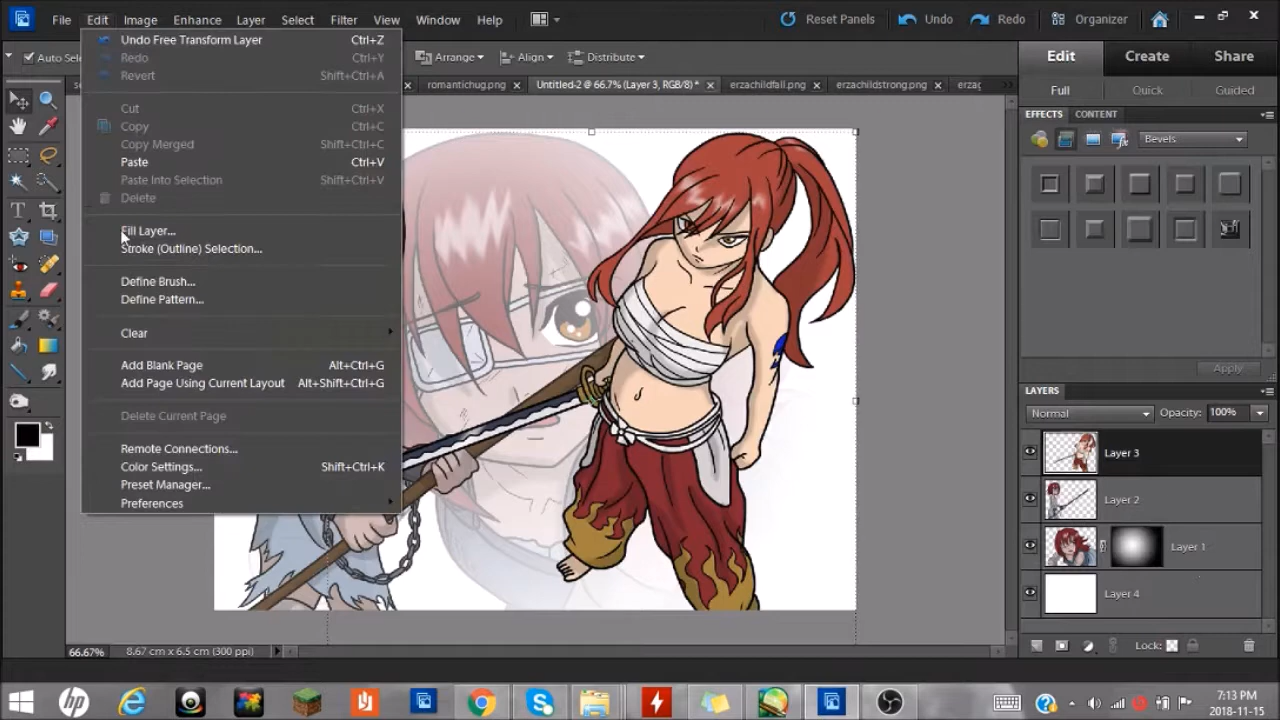 File Edit Image Enhance Layer Select Filter View Window Help Reset Panels Undo Redo Organizer
Auto Sele Arrange Align Distribute Edit Create Share
romantichug.png Untitled-2 @ 66.7% (Layer 3, RGB/8) * erzachildfall.png erzachildstrong.png erzag Full Quick Guided
Undo Free Transform Layer Ctrl+Z
Redo Ctrl+Y
Revert Shift+Ctrl+A
Cut Ctrl+X
Copy Ctrl+C
Copy Merged Shift+Ctrl+C
Paste Ctrl+V
Paste Into Selection Shift+Ctrl+V
Delete
Fill Layer...
Stroke (Outline) Selection...
Define Brush...
Define Pattern...
Clear
Add Blank Page Alt+Ctrl+G
Add Page Using Current Layout Alt+Shift+Ctrl+G
Delete Current Page
Remote Connections...
Color Settings... Shift+Ctrl+K
Preset Manager...
Preferences
EFFECTS CONTENT
Bevels
Apply
LAYERS
Normal Opacity: 100%
Layer 3
Layer 2
Layer 1
Layer 4
Lock:
66.67% 8.67 cm x 6.5 cm (300 ppi)
7:13 PM
2018-11-15